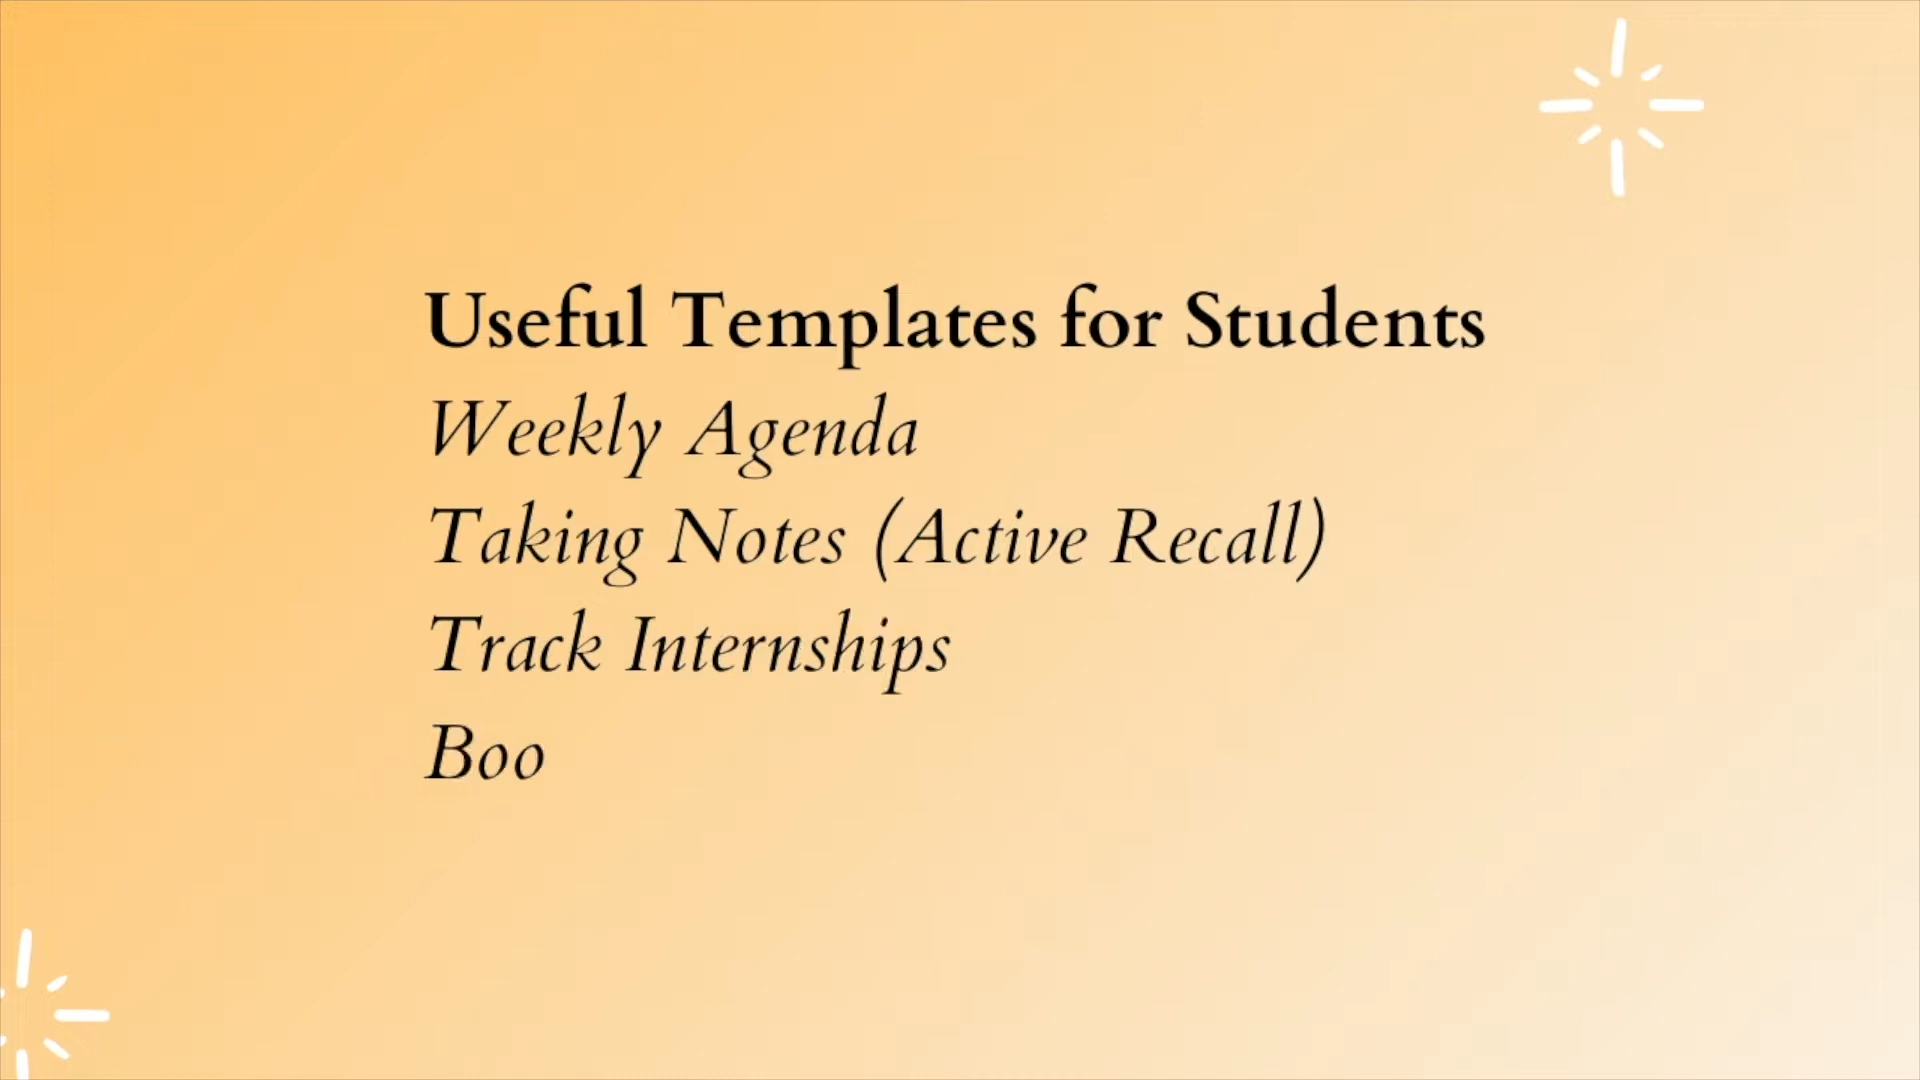 Useful Templates for Students
Weekly Agenda
Taking Notes (Active Recall)
Track Internships
Boo